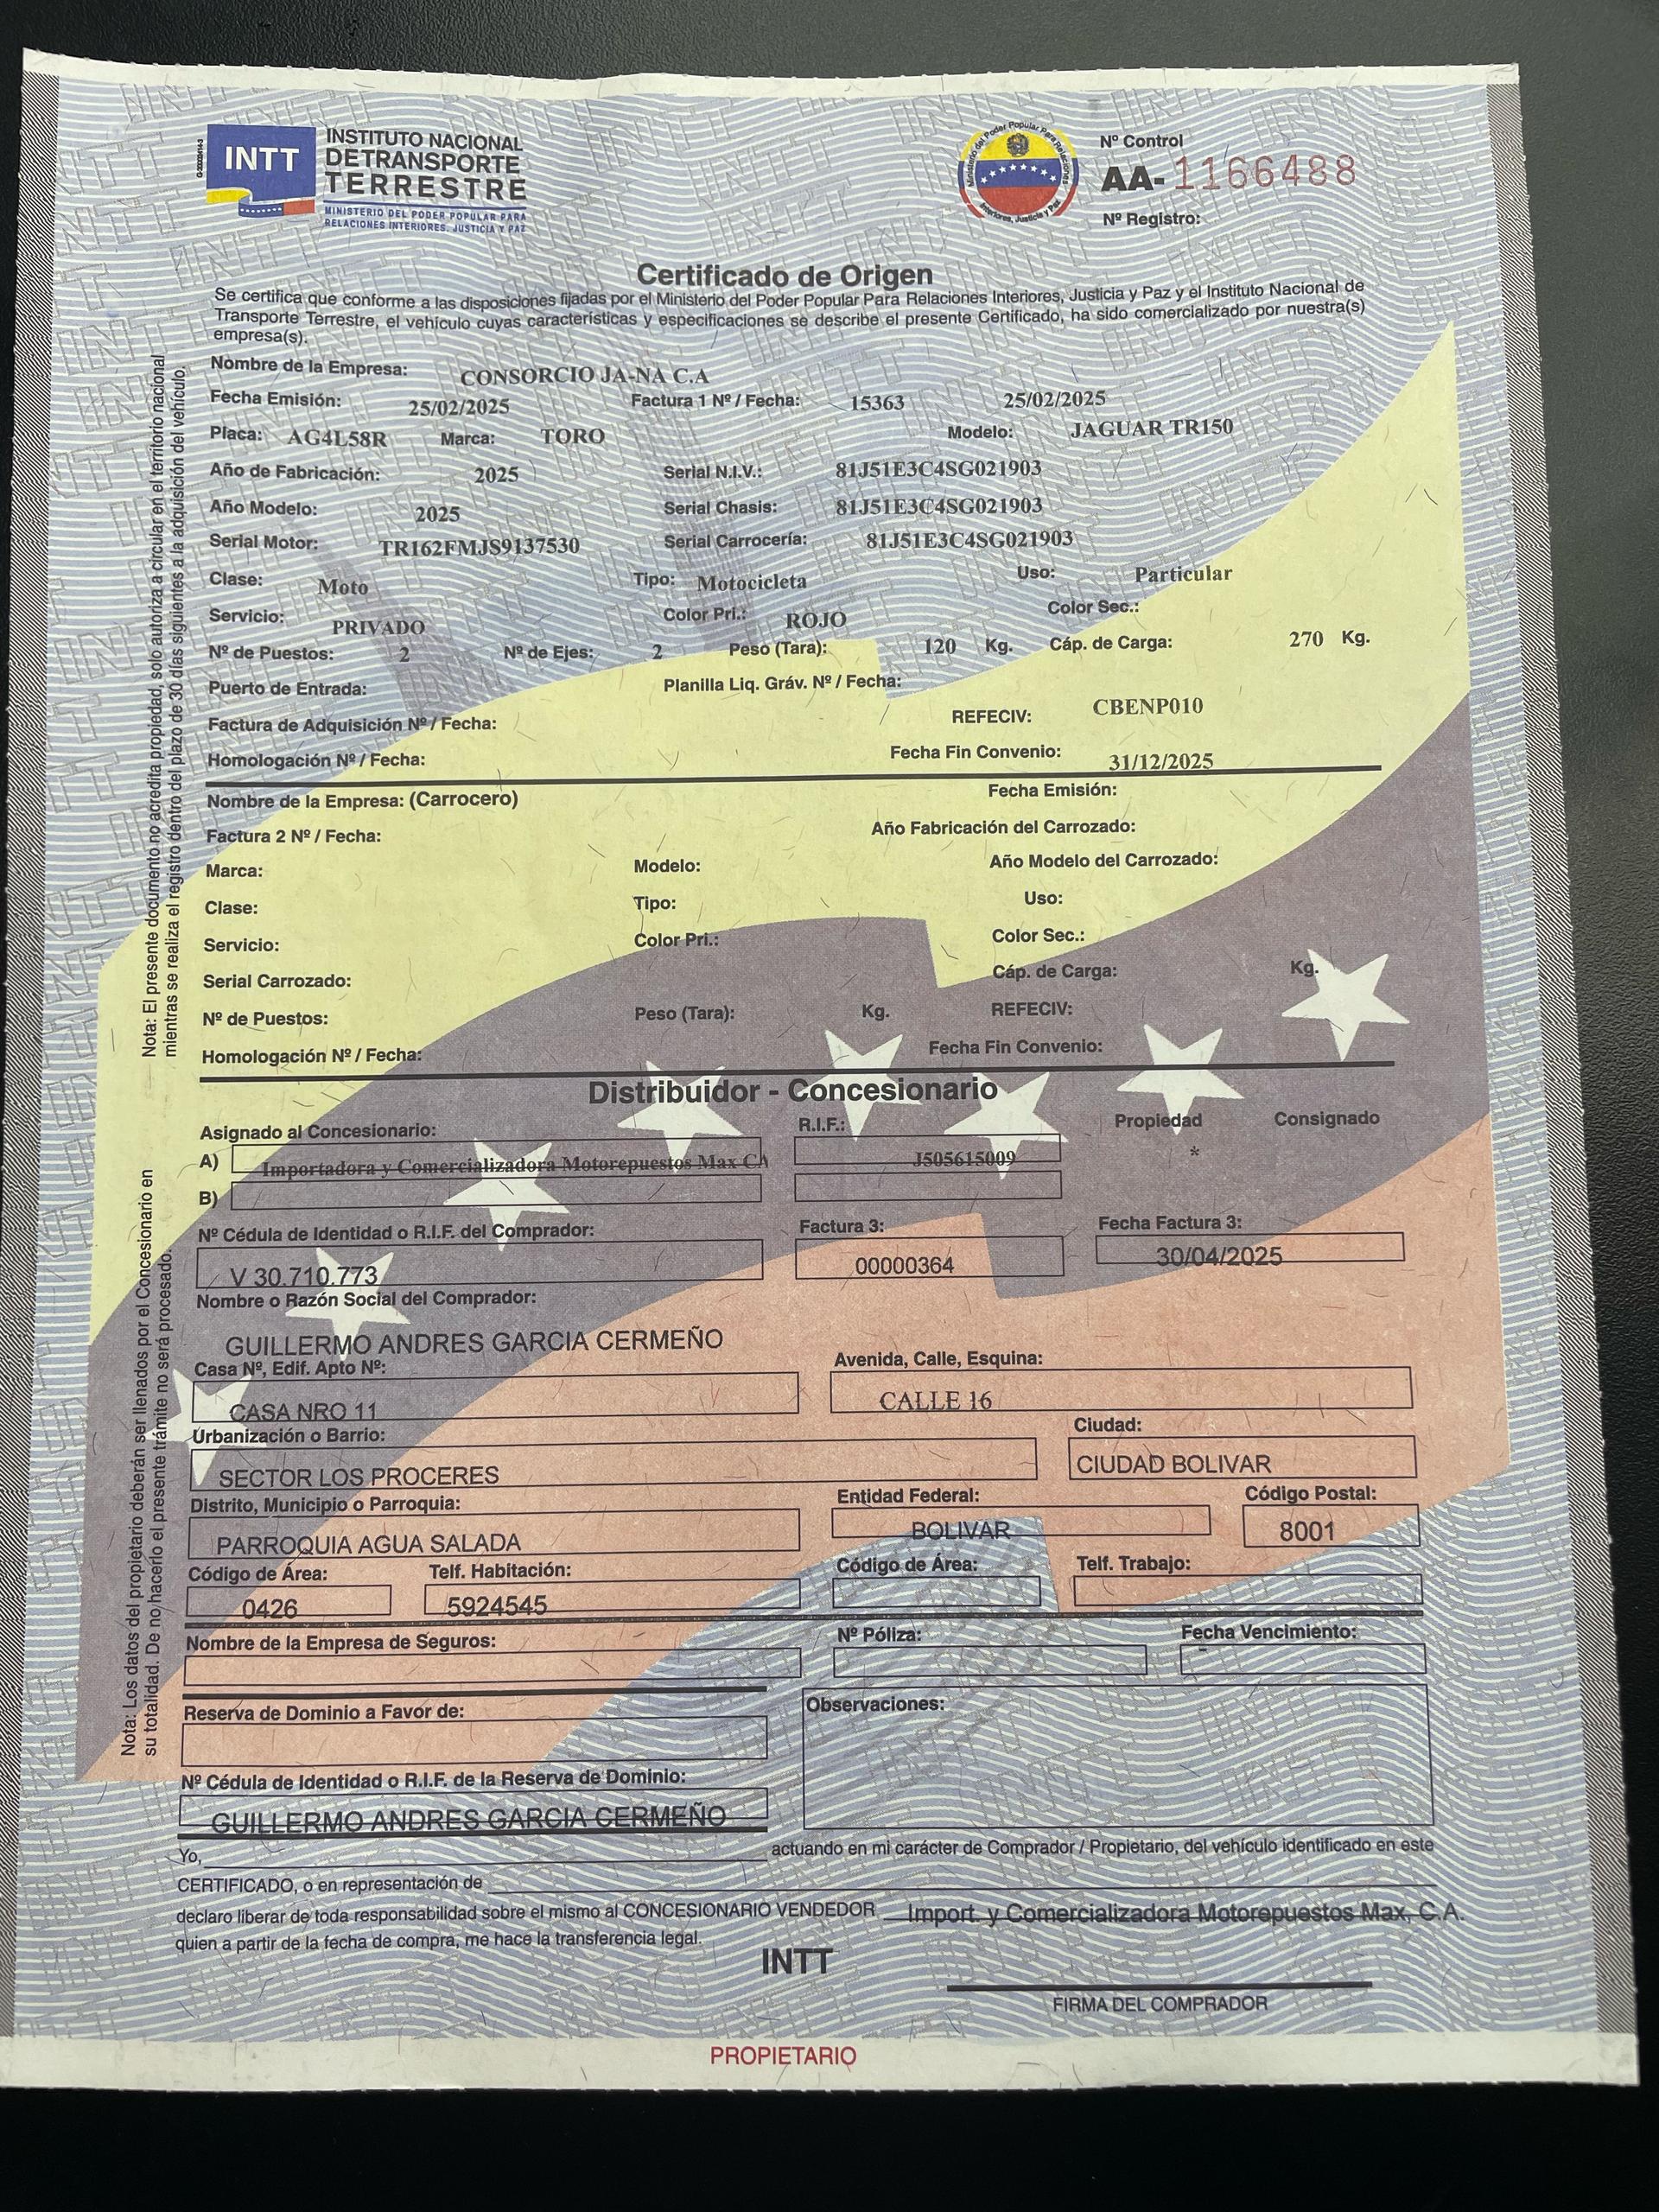 INTT
INSTITUTO NACIONAL
DETRANSPORTE
TERRESTRE
MINISTERIO DEL PODER POPULAR PARA
RELACIONES INTERIORES, JUSTICIA Y PAZ
Ministerio del Poder Popular Para Relaciones Interiores, Justicia y Paz
Nº Control
AA-1166488
Nº Registro:
Certificado de Origen
Se certifica que conforme a las disposiciones fijadas por el Ministerio del Poder Popular Para Relaciones Interiores, Justicia y Paz y el Instituto Nacional de
Transporte Terrestre, el vehículo cuyas características y especificaciones se describe el presente Certificado, ha sido comercializado por nuestra(s)
empresa(s).
Nombre de la Empresa: CONSORCIO JA-NA C.A
Fecha Emisión: 25/02/2025 Factura 1 Nº / Fecha: 15363 25/02/2025
Placa: AG4L58R Marca: TORO Modelo: JAGUAR TR150
Año de Fabricación: 2025 Serial N.I.V.: 81J51E3C4SG021903
Año Modelo: 2025 Serial Chasis: 81J51E3C4SG021903
Serial Motor: TR162FMJS9137530 Serial Carrocería: 81J51E3C4SG021903
Clase: Moto Tipo: Motocicleta Uso: Particular
Servicio: PRIVADO Color Pri.: ROJO Color Sec.:
Nº de Puestos: 2 Nº de Ejes: 2 Peso (Tara): 120 Kg. Cáp. de Carga: 270 Kg.
Puerto de Entrada: Planilla Liq. Gráv. Nº / Fecha:
Factura de Adquisición Nº / Fecha: REFECIV: CBENP010
Homologación Nº / Fecha: Fecha Fin Convenio: 31/12/2025
Nombre de la Empresa: (Carrocero) Fecha Emisión:
Factura 2 Nº / Fecha: Año Fabricación del Carrozado:
Marca: Modelo: Año Modelo del Carrozado:
Clase: Tipo: Uso:
Servicio: Color Pri.: Color Sec.:
Serial Carrozado: Cáp. de Carga: Kg.
Nº de Puestos: Peso (Tara): Kg. REFECIV:
Homologación Nº / Fecha: Fecha Fin Convenio:
Distribuidor - Concesionario
Asignado al Concesionario: R.I.F.: Propiedad Consignado
A) Importadora y Comercializadora Motorepuestos Max CA J505615009 *
B)
Nº Cédula de Identidad o R.I.F. del Comprador: Factura 3: Fecha Factura 3:
V 30.710.773 00000364 30/04/2025
Nombre o Razón Social del Comprador:
GUILLERMO ANDRES GARCIA CERMEÑO
Casa Nº, Edif. Apto Nº: Avenida, Calle, Esquina:
CASA NRO 11 CALLE 16
Urbanización o Barrio: Ciudad:
SECTOR LOS PROCERES CIUDAD BOLIVAR
Distrito, Municipio o Parroquia: Entidad Federal: Código Postal:
PARROQUIA AGUA SALADA BOLIVAR 8001
Código de Área: Telf. Habitación: Código de Área: Telf. Trabajo:
0426 5924545
Nombre de la Empresa de Seguros: Nº Póliza: Fecha Vencimiento:
Reserva de Dominio a Favor de: Observaciones:
Nº Cédula de Identidad o R.I.F. de la Reserva de Dominio:
GUILLERMO ANDRES GARCIA CERMEÑO
Yo, actuando en mi carácter de Comprador / Propietario, del vehículo identificado en este
CERTIFICADO, o en representación de
declaro liberar de toda responsabilidad sobre el mismo al CONCESIONARIO VENDEDOR Import. y Comercializadora Motorepuestos Max, C.A.
quien a partir de la fecha de compra, me hace la transferencia legal.
INTT
FIRMA DEL COMPRADOR
PROPIETARIO
Nota: El presente documento no acredita propiedad, solo autoriza a circular en el territorio nacional
mientras se realiza el registro dentro del plazo de 30 días siguientes a la adquisición del vehículo.
Nota: Los datos del propietario deberán ser llenados por el Concesionario en
su totalidad. De no hacerlo el presente trámite no será procesado.